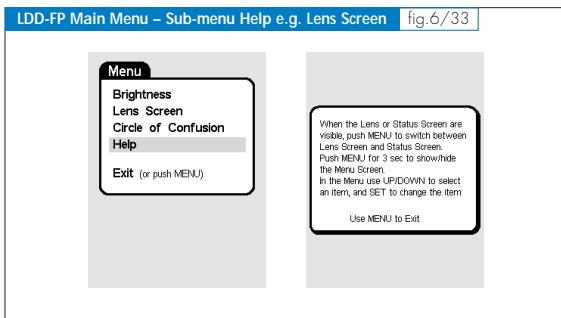 LDD-FP Main Menu – Sub-menu Help e.g. Lens Screen fig.6/33
Menu
Brightness
Lens Screen
Circle of Confusion
Help
Exit (or push MENU)
When the Lens or Status Screen are
visible, push MENU to switch between
Lens Screen and Status Screen.
Push MENU for 3 sec to show/hide
the Menu Screen.
In the Menu use UP/DOWN to select
an item, and SET to change the item
Use MENU to Exit